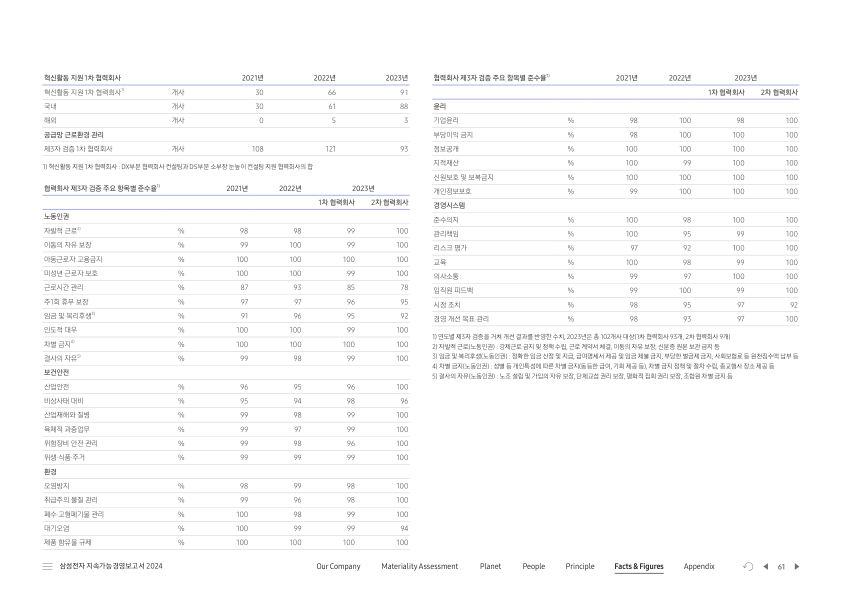 혁신활동 지원 1차 협력회사 2021년 2022년 2023년
혁신활동 지원 1차 협력회사1) 개사 30 66 91
국내 개사 30 61 88
해외 개사 0 5 3
공급망 근로환경 관리
제3자 검증 1차 협력회사 개사 108 121 93
1) 혁신활동 지원 1차 협력회사 : DX부문 협력회사 컨설팅과 DS부문 소부장 눈높이 컨설팅 지원 협력회사의 합
협력회사 제3자 검증 주요 항목별 준수율1) 2021년 2022년 2023년
1차 협력회사 2차 협력회사
노동인권
자발적 근로2) % 98 98 99 100
이동의 자유 보장 % 99 100 99 100
아동근로자 고용금지 % 100 100 100 100
미성년 근로자 보호 % 100 100 99 100
근로시간 관리 % 87 93 85 78
주1회 휴무 보장 % 97 97 96 95
임금 및 복리후생3) % 91 96 95 92
인도적 대우 % 100 100 99 100
차별 금지4) % 100 100 100 100
결사의 자유5) % 99 98 99 100
보건안전
산업안전 % 96 95 96 100
비상사태 대비 % 95 94 98 96
산업재해와 질병 % 99 98 99 100
육체적 과중업무 % 99 97 99 100
위험장비 안전 관리 % 99 98 96 100
위생·식품·주거 % 99 99 99 100
환경
오염방지 % 98 99 98 100
취급주의 물질 관리 % 99 96 98 100
폐수·고형폐기물 관리 % 100 98 99 100
대기오염 % 100 99 99 94
제품 함유물 규제 % 100 100 100 100
협력회사 제3자 검증 주요 항목별 준수율1) 2021년 2022년 2023년
1차 협력회사 2차 협력회사
윤리
기업윤리 % 98 100 98 100
부당이익 금지 % 98 100 100 100
정보공개 % 100 100 100 100
지적재산 % 100 99 100 100
신원보호 및 보복금지 % 100 100 100 100
개인정보보호 % 99 100 100 100
경영시스템
준수의지 % 100 98 100 100
관리책임 % 100 95 99 100
리스크 평가 % 97 92 100 100
교육 % 100 98 99 100
의사소통 % 99 97 100 100
임직원 피드백 % 99 100 99 100
시정 조치 % 98 95 97 92
경영 개선 목표 관리 % 98 93 97 100
1) 연도별 제3자 검증을 거쳐 개선 결과를 반영한 수치, 2023년은 총 102개사 대상(1차 협력회사 93개, 2차 협력회사 9개)
2) 자발적 근로(노동인권) : 강제근로 금지 및 정책 수립, 근로 계약서 체결, 이동의 자유 보장, 신분증 원본 보관 금지 등
3) 임금 및 복리후생(노동인권) : 정확한 임금 산정 및 지급, 급여명세서 제공 및 임금 체불 금지, 부당한 벌금제 금지, 사회보험료 등 원천징수액 납부 등
4) 차별 금지(노동인권) : 성별 등 개인특성에 따른 차별 금지(동등한 급여, 기회 제공 등), 차별 금지 정책 및 절차 수립, 종교활동 장소 제공 등
5) 결사의 자유(노동인권) : 노조 설립 및 가입의 자유 보장, 단체교섭 권리 보장, 평화적 집회 권리 보장, 조합원 차별 금지 등
삼성전자 지속가능경영보고서 2024 Our Company Materiality Assessment Planet People Principle Facts & Figures Appendix 61